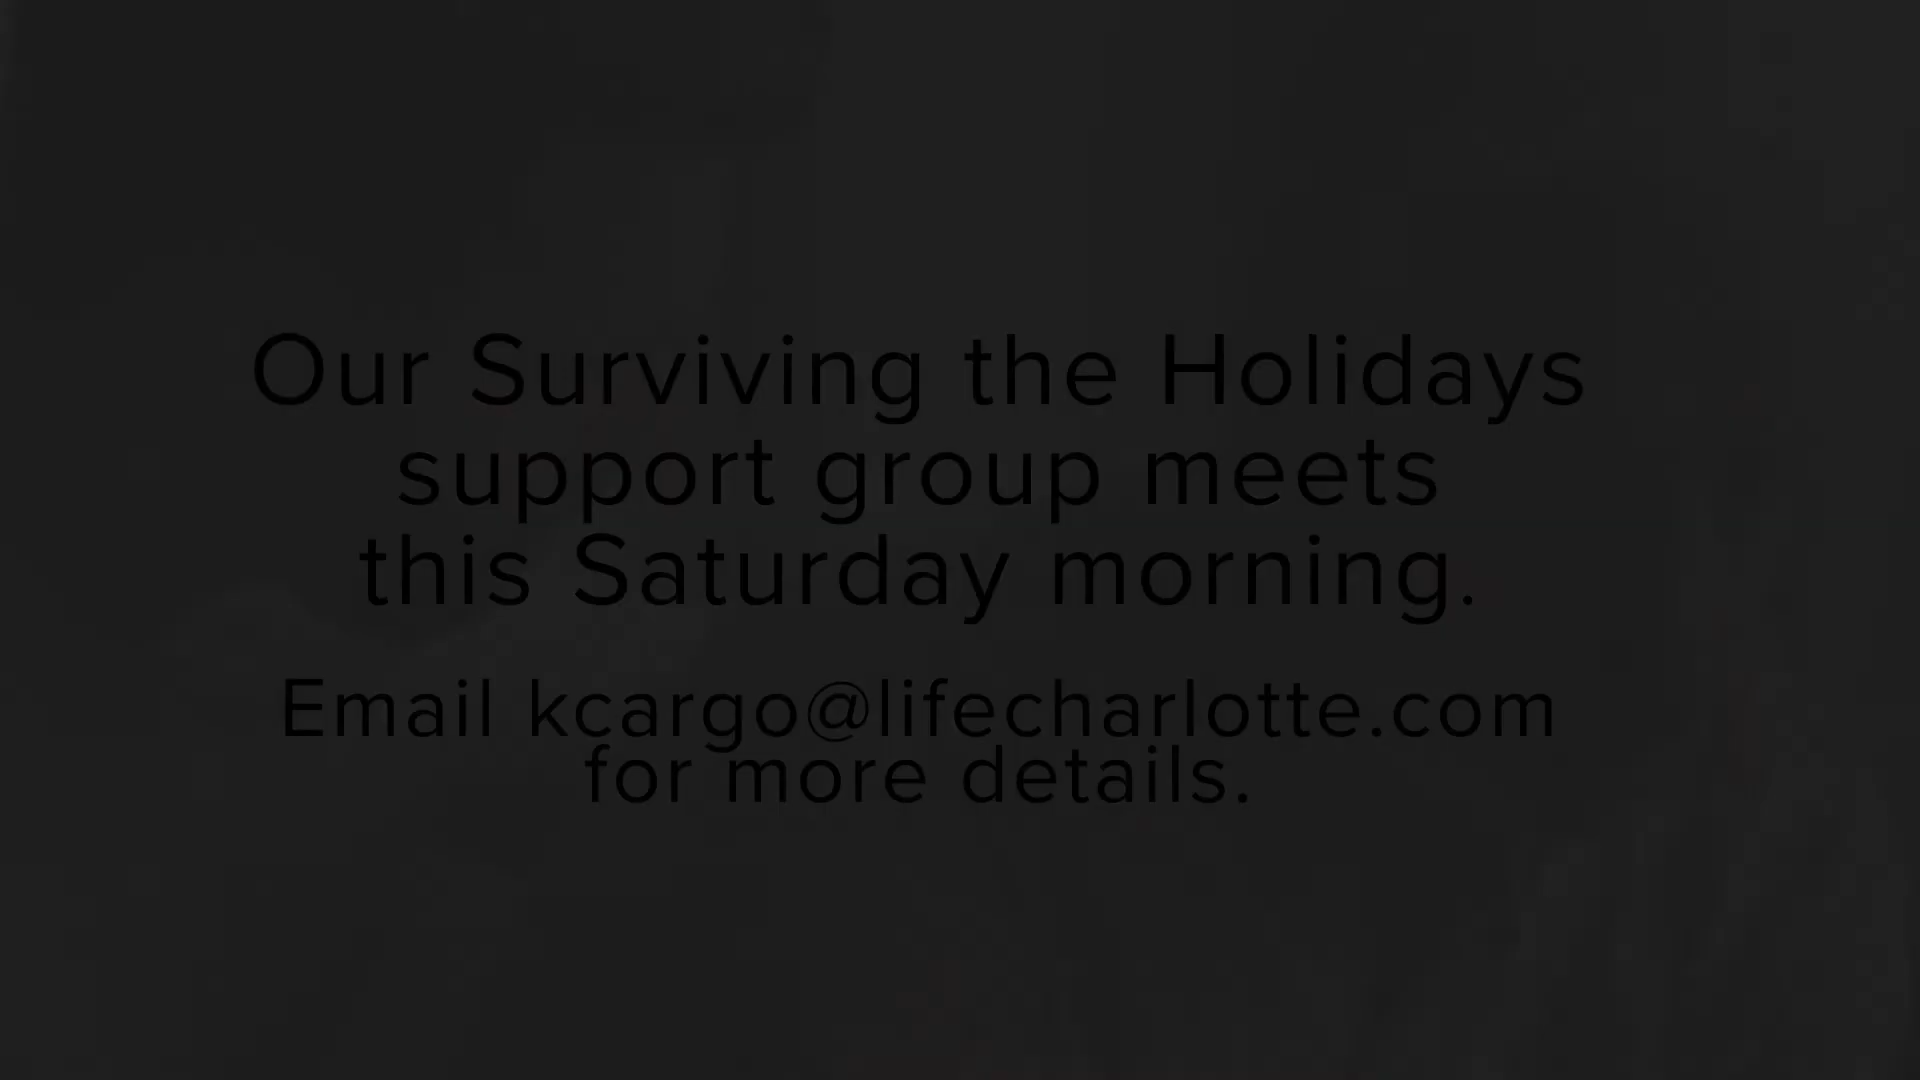 Our Surviving the Holidays
support group meets
this Saturday morning.
Email kcargo@lifecharlotte.com
for more details.